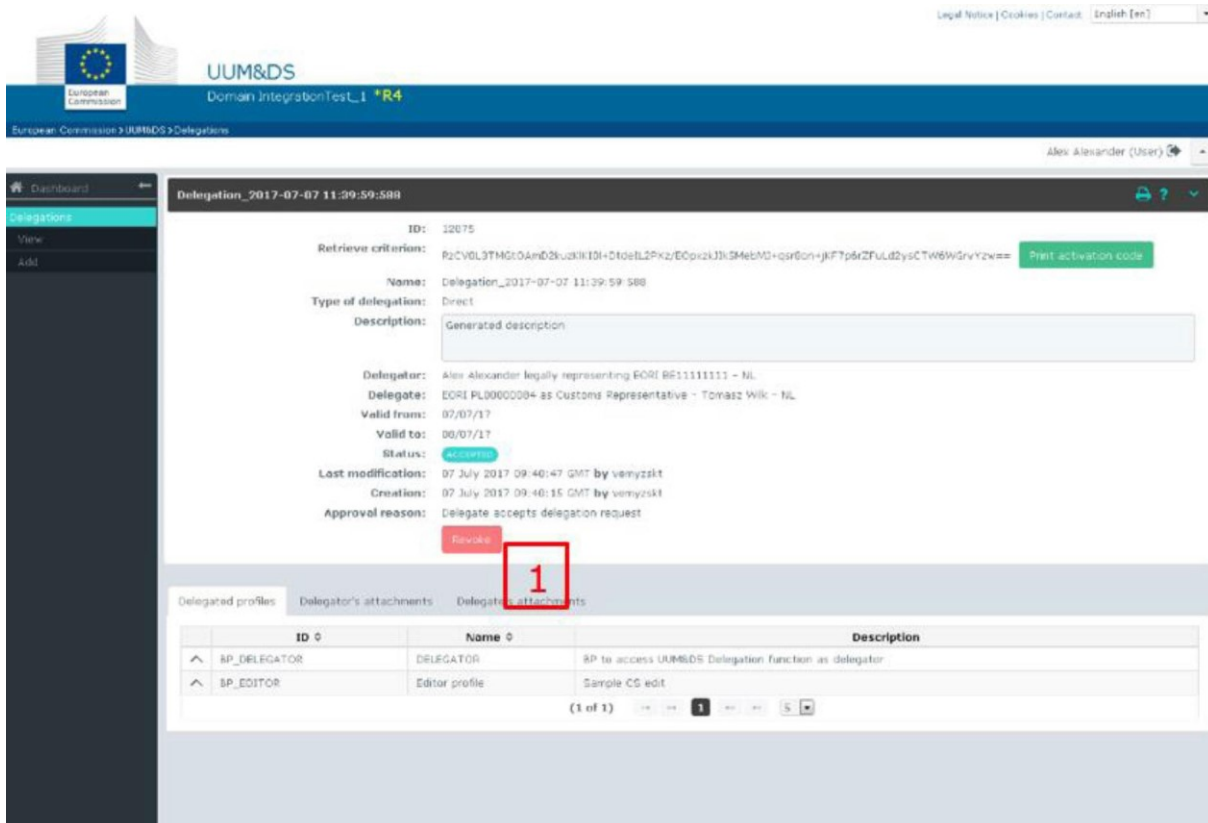 Legal Notice | Cookies | Contact English [en]
UUM&DS
European
Commission
Domain IntegrationTest_1 *R4
European Commission > UUM&DS > Delegations
Alex Alexander (User)
Dashboard
Delegations
View
Add
Delegation_2017-07-07 11:39:59:588
?
ID: 32075
Retrieve criterion: Print activation code
Name: Delegation_2017-07-07 11:39:59:588
Type of delegation: Direct
Description: Generated description
Delegator: Alex Alexander legally representing EORI BE11111111 - NL
Delegate: EORI PL00000084 as Customs Representative - Tomasz Wilk - NL
Valid from: 07/07/17
Valid to: 08/07/17
Status: ACCEPTED
Last modification: 07 July 2017 09:40:47 GMT by vemyzskt
Creation: 07 July 2017 09:40:15 GMT by vemyzskt
Approval reason: Delegate accepts delegation request
Revoke
1
Delegated profiles Delegator's attachments Delegate's attachments
ID Name Description
BP_DELEGATOR DELEGATOR BP to access UUM&DS Delegation function as delegator
BP_EDITOR Editor profile Sample CS edit
(1 of 1) 1 5